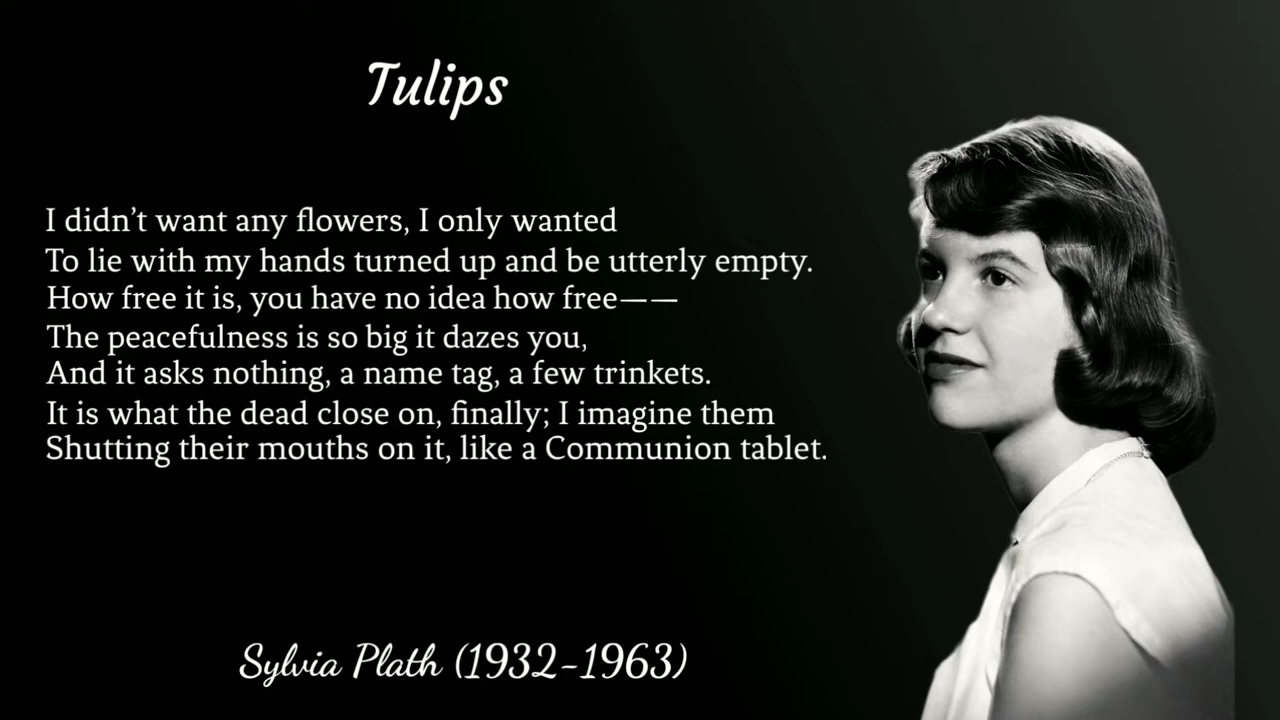 Tulips
I didn’t want any flowers, I only wanted
To lie with my hands turned up and be utterly empty.
How free it is, you have no idea how free——
The peacefulness is so big it dazes you,
And it asks nothing, a name tag, a few trinkets.
It is what the dead close on, finally; I imagine them
Shutting their mouths on it, like a Communion tablet.
Sylvia Plath (1932-1963)